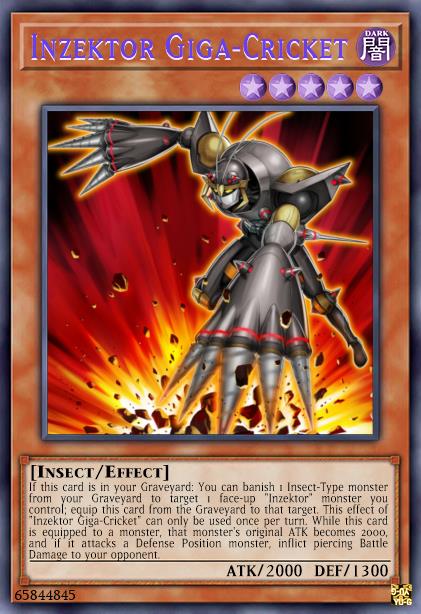 Inzektor Giga-Cricket
DARK
闇
[Insect/Effect]
If this card is in your Graveyard: You can banish 1 Insect-Type monster
from your Graveyard to target 1 face-up "Inzektor" monster you
control; equip this card from the Graveyard to that target. This effect of
"Inzektor Giga-Cricket" can only be used once per turn. While this card
is equipped to a monster, that monster's original ATK becomes 2000,
and if it attacks a Defense Position monster, inflict piercing Battle
Damage to your opponent.
ATK/2000 DEF/1300
65844845